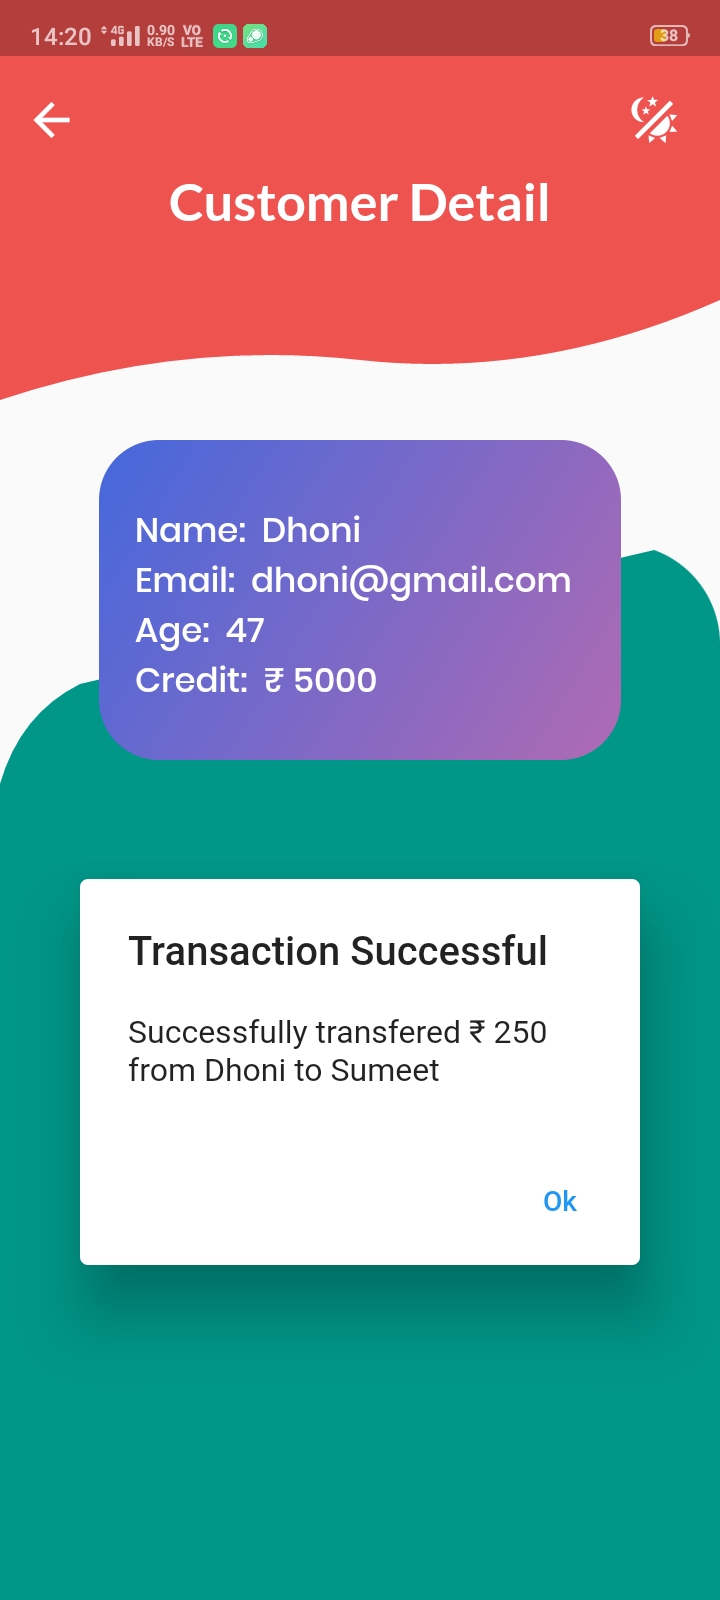 14:20 4G 0.90 KB/S VO LTE 38
Customer Detail
Name: Dhoni
Email: dhoni@gmail.com
Age: 47
Credit: ₹ 5000
Transaction Successful
Successfully transfered ₹ 250
from Dhoni to Sumeet
Ok